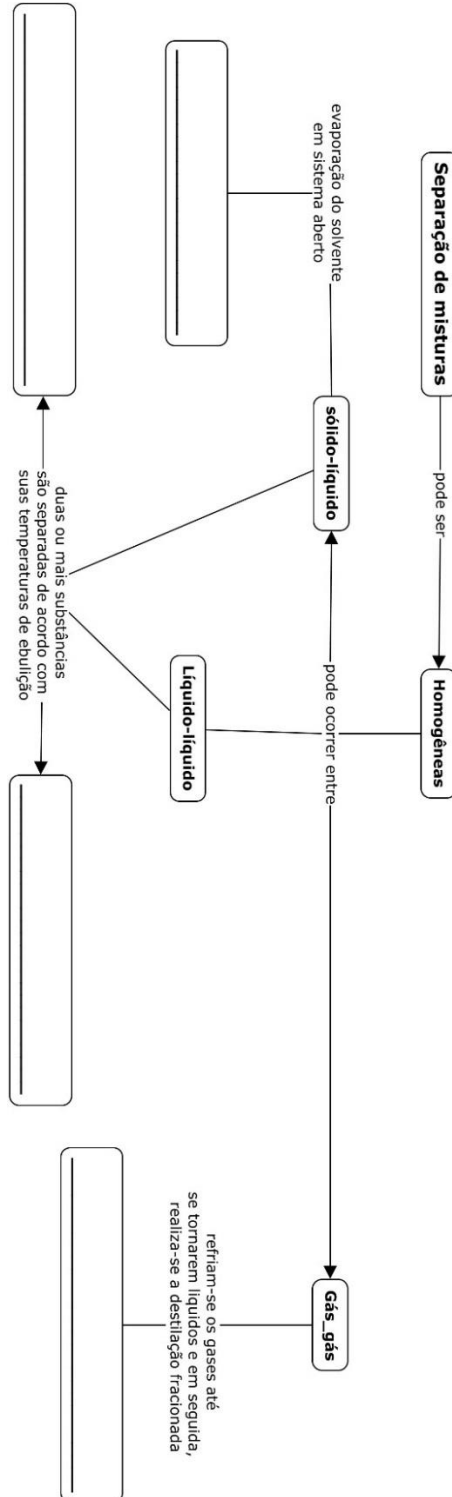 Separação de misturas
pode ser
Homogêneas
pode ocorrer entre
sólido-líquido
Líquido-líquido
Gás_gás
evaporação do solvente
em sistema aberto
duas ou mais substâncias
são separadas de acordo com
suas temperaturas de ebulição
refriam-se os gases até
se tornarem liquidos e em seguida,
realiza-se a destilação fracionada